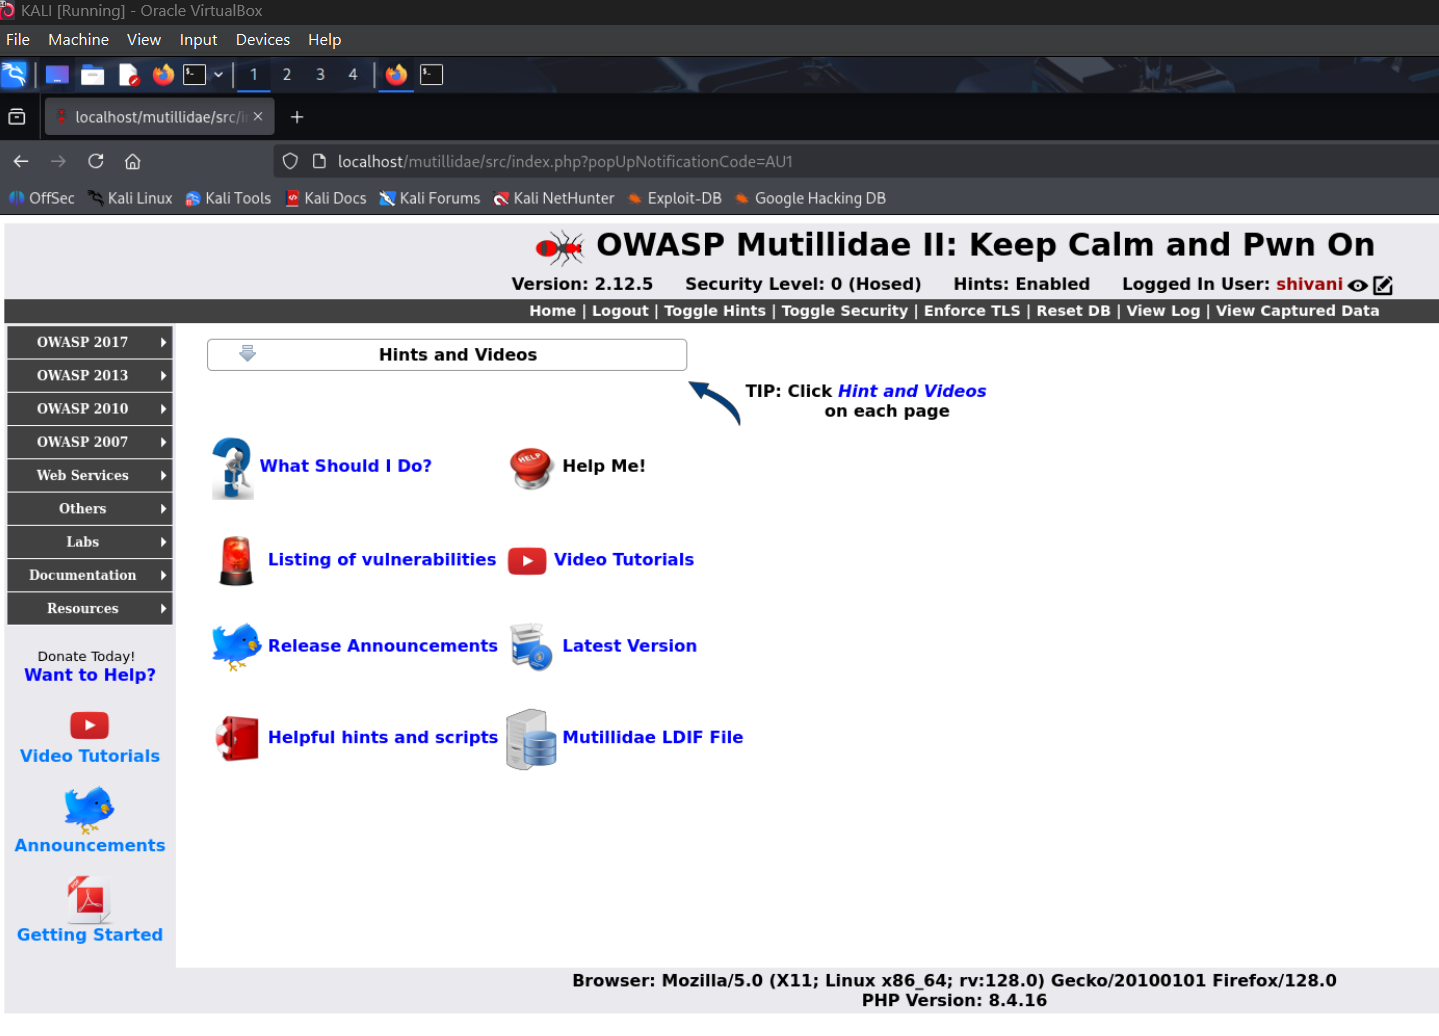 KALI [Running] - Oracle VirtualBox
File Machine View Input Devices Help
1 2 3 4
localhost/mutillidae/src/i
localhost/mutillidae/src/index.php?popUpNotificationCode=AU1
OffSec Kali Linux Kali Tools Kali Docs Kali Forums Kali NetHunter Exploit-DB Google Hacking DB
OWASP Mutillidae II: Keep Calm and Pwn On
Version: 2.12.5 Security Level: 0 (Hosed) Hints: Enabled Logged In User: shivani
Home | Logout | Toggle Hints | Toggle Security | Enforce TLS | Reset DB | View Log | View Captured Data
OWASP 2017
OWASP 2013
OWASP 2010
OWASP 2007
Web Services
Others
Labs
Documentation
Resources
Donate Today!
Want to Help?
Video Tutorials
Announcements
Getting Started
Hints and Videos
TIP: Click Hint and Videos
on each page
What Should I Do? HELP Help Me!
Listing of vulnerabilities Video Tutorials
Release Announcements Latest Version
Helpful hints and scripts Mutillidae LDIF File
Browser: Mozilla/5.0 (X11; Linux x86_64; rv:128.0) Gecko/20100101 Firefox/128.0
PHP Version: 8.4.16